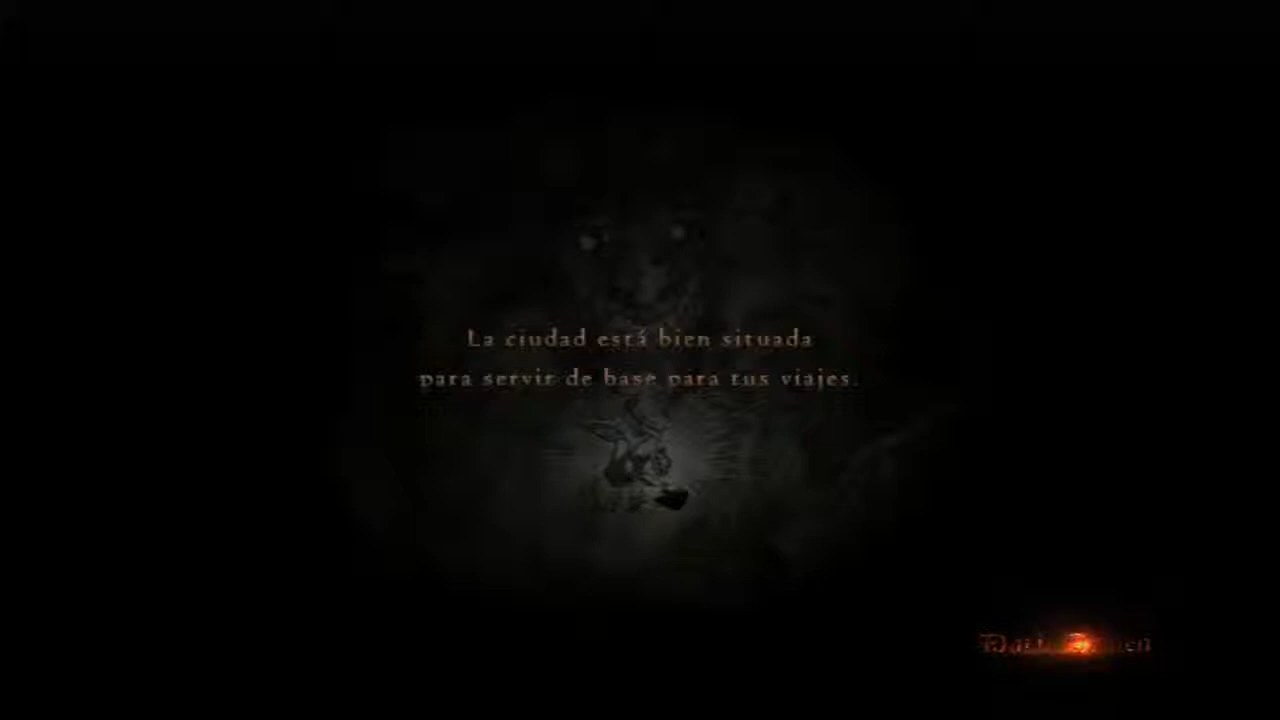 La ciudad está bien situada
para servir de base para tus viajes.